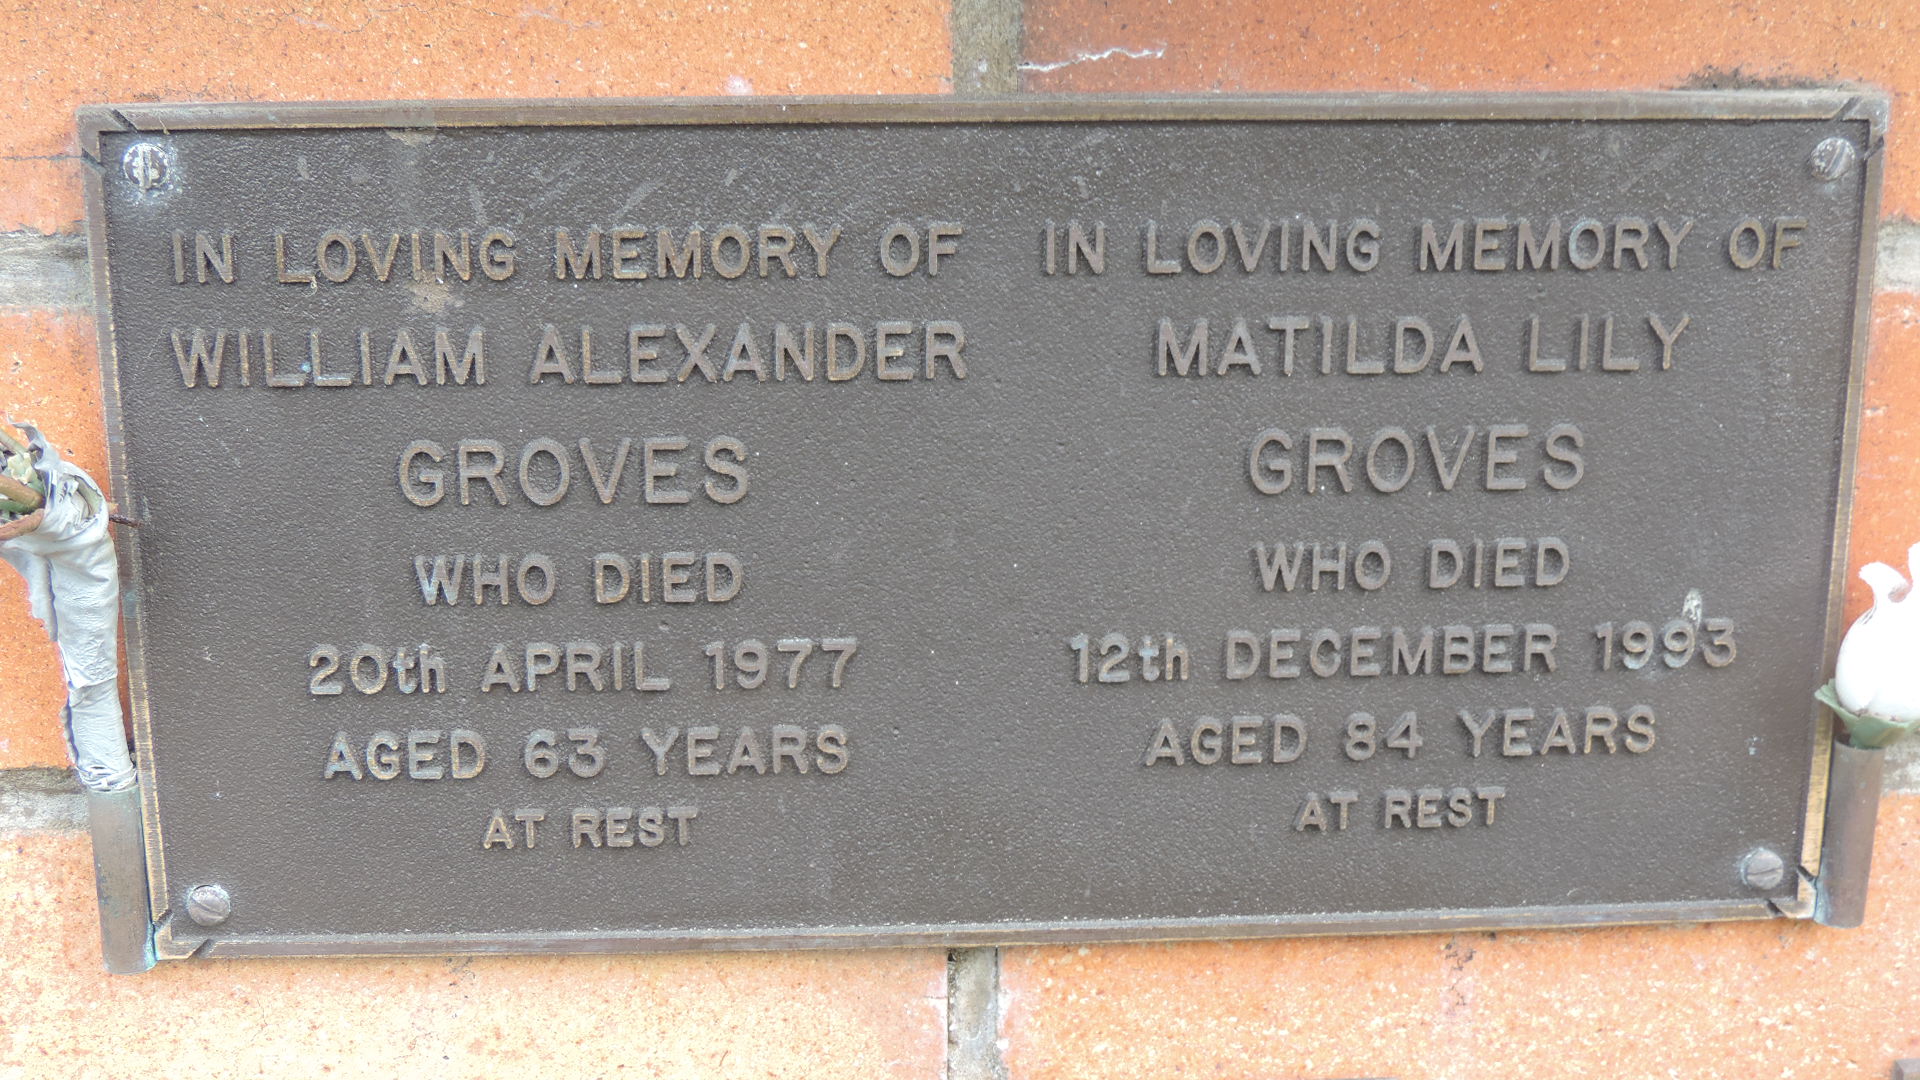 IN LOVING MEMORY OF
WILLIAM ALEXANDER
GROVES
WHO DIED
20th APRIL 1977
AGED 63 YEARS
AT REST
IN LOVING MEMORY OF
MATILDA LILY
GROVES
WHO DIED
12th DECEMBER 1993
AGED 84 YEARS
AT REST